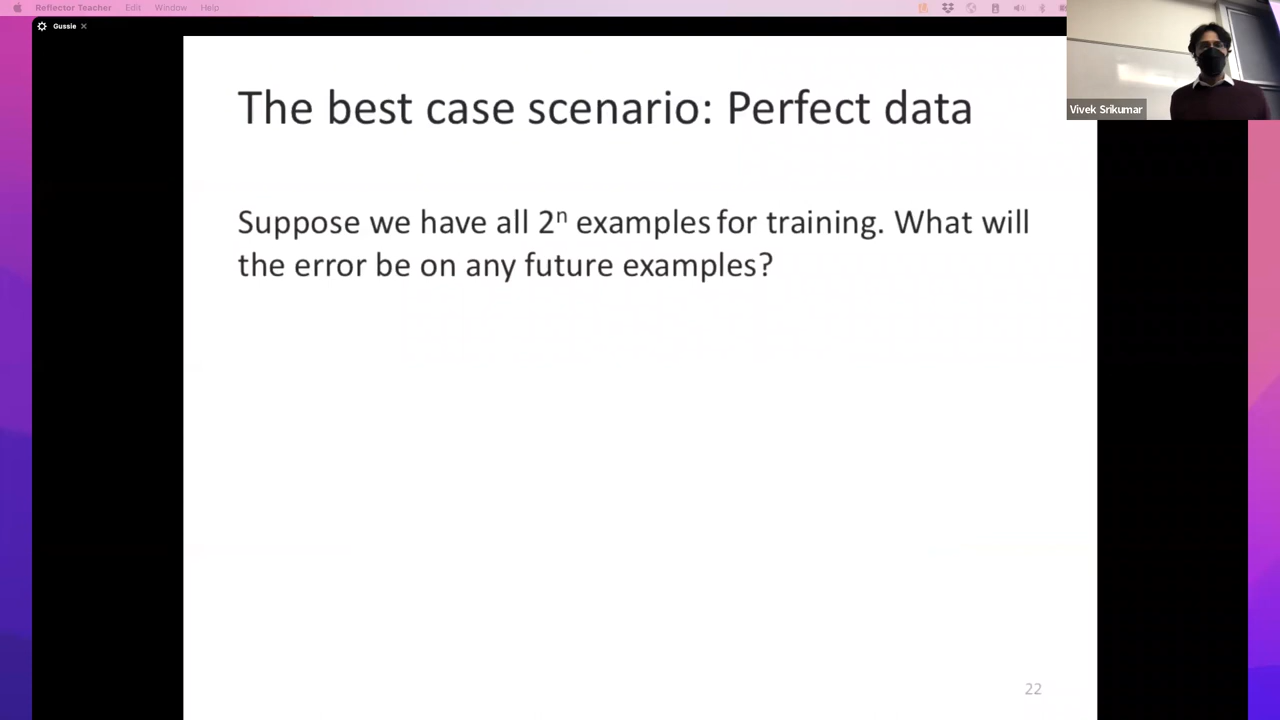 Reflector Teacher Edit Window Help
Gussie
The best case scenario: Perfect data
Vivek Srikumar
Suppose we have all 2ⁿ examples for training. What will
the error be on any future examples?
22